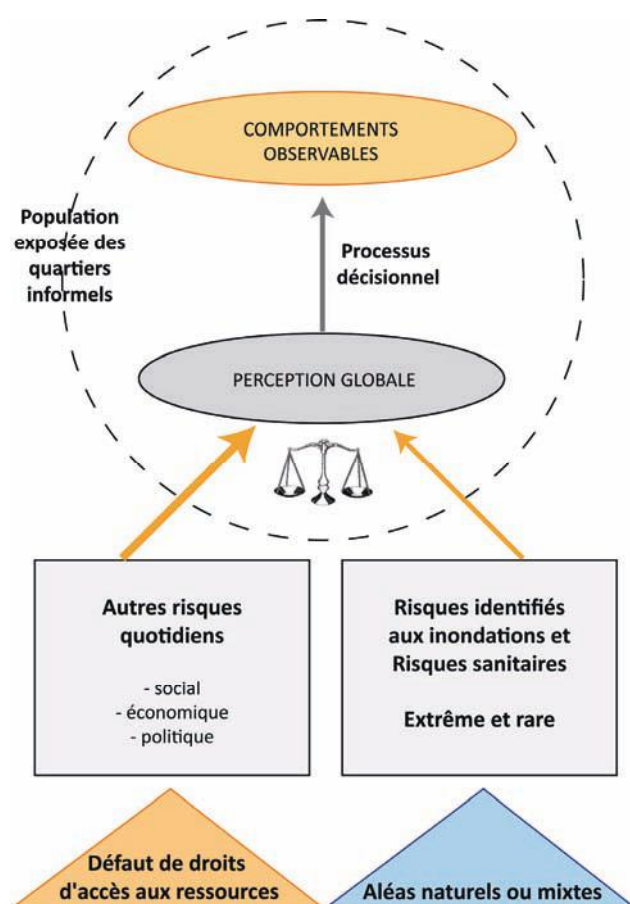 COMPORTEMENTS
OBSERVABLES
Population
exposée des
quartiers
informels
Processus
décisionnel
PERCEPTION GLOBALE
Autres risques
quotidiens
- social
- économique
- politique
Risques identifiés
aux inondations et
Risques sanitaires
Extrême et rare
Défaut de droits
d'accès aux ressources
Aléas naturels ou mixtes